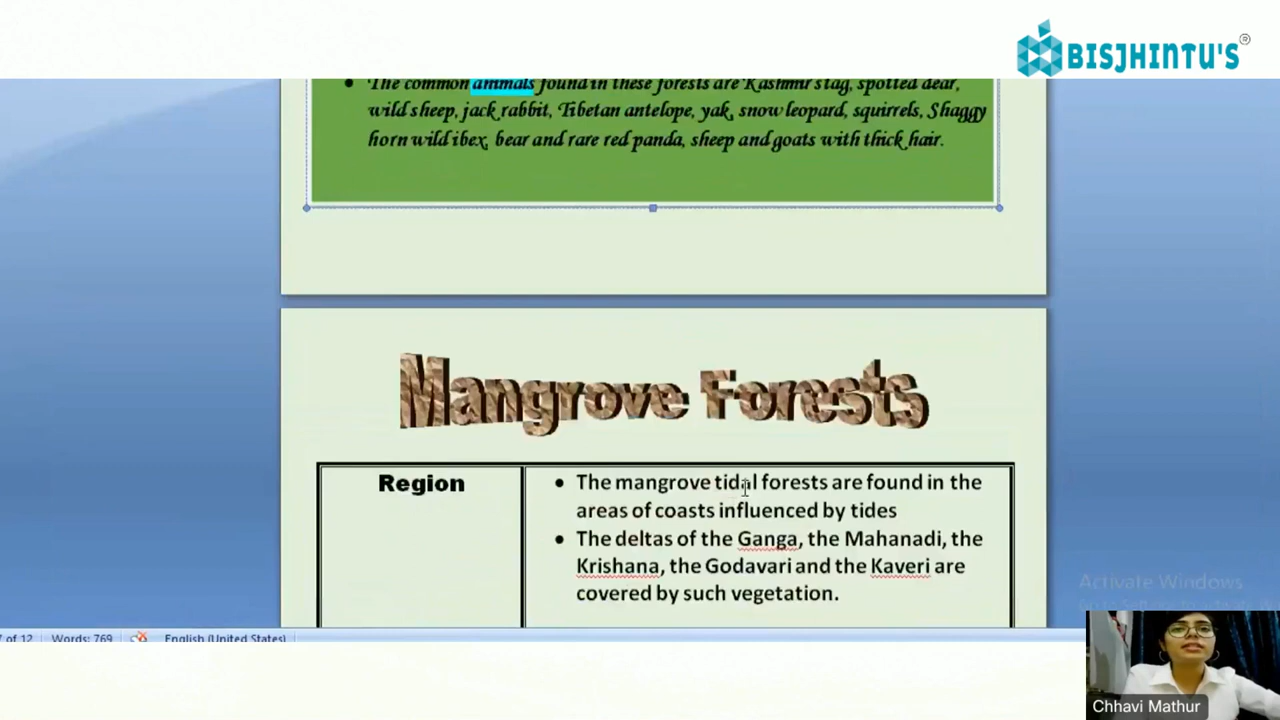 BISJHINTU'S
®
• The common animals found in these forests are Kashmir stag, spotted dear,
wild sheep, jack rabbit, Tibetan antelope, yak, snow leopard, squirrels, Shaggy
horn wild ibex, bear and rare red panda, sheep and goats with thick hair.
Mangrove Forests
Region
• The mangrove tidal forests are found in the
areas of coasts influenced by tides
• The deltas of the Ganga, the Mahanadi, the
Krishana, the Godavari and the Kaveri are
covered by such vegetation.
Activate Windows
of 12 Words: 769 English (United States)
Chhavi Mathur